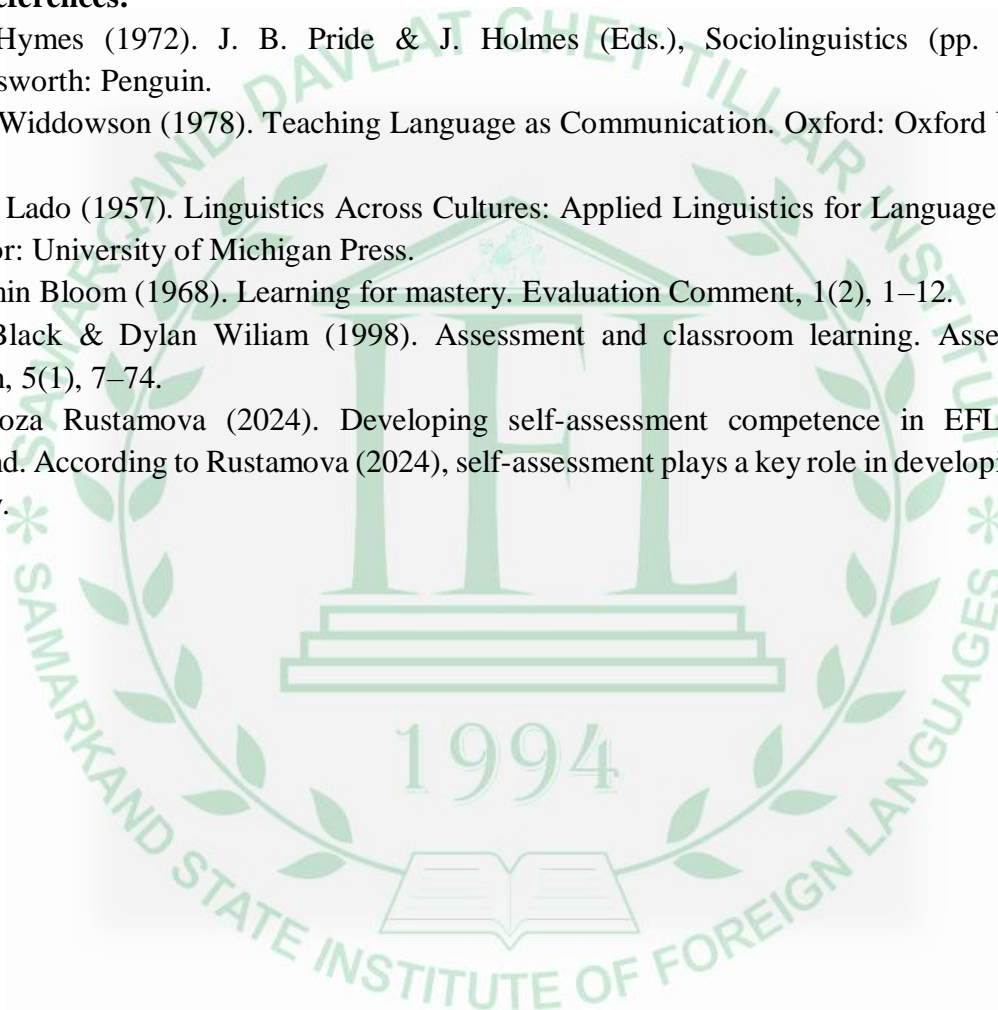 eferences:
Hymes (1972). J. B. Pride & J. Holmes (Eds.), Sociolinguistics (pp.
sworth: Penguin.
Widdowson (1978). Teaching Language as Communication. Oxford: Oxford
Lado (1957). Linguistics Across Cultures: Applied Linguistics for Language
or: University of Michigan Press.
nin Bloom (1968). Learning for mastery. Evaluation Comment, 1(2), 1–12.
Black & Dylan Wiliam (1998). Assessment and classroom learning. Asse
n, 5(1), 7–74.
oza Rustamova (2024). Developing self-assessment competence in EFL
nd. According to Rustamova (2024), self-assessment plays a key role in developi
y.
SAMARQAND DAVLAT CHET TILLAR INSTITUTI
IFL
1994
SAMARKAND STATE INSTITUTE OF FOREIGN LANGUAGES